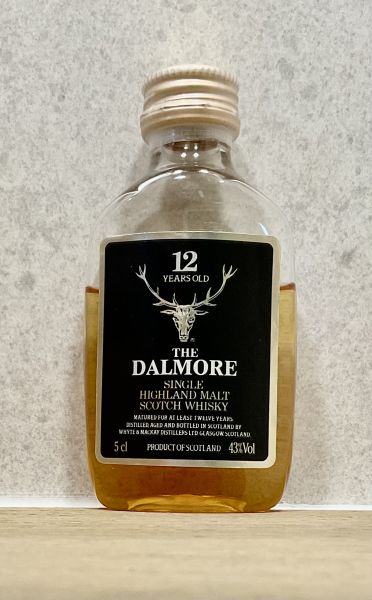 12
YEARS OLD
THE
DALMORE
SINGLE
HIGHLAND MALT
SCOTCH WHISKY
MATURED FOR AT LEAST TWELVE YEARS
DISTILLED AGED AND BOTTLED IN SCOTLAND BY
WHYTE & MACKAY DISTILLERS LTD GLASGOW, SCOTLAND.
5 cl PRODUCT OF SCOTLAND 43%Vol